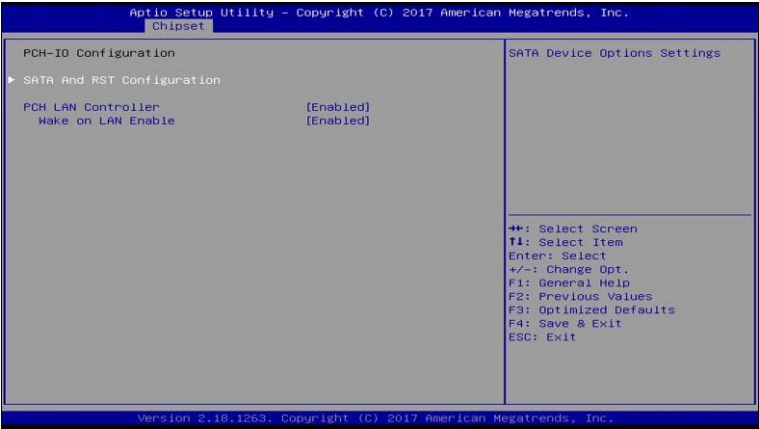 Aptio Setup Utility – Copyright (C) 2017 American Megatrends, Inc.
Chipset
PCH-IO Configuration
▶ SATA And RST Configuration
PCH LAN Controller [Enabled]
Wake on LAN Enable [Enabled]
SATA Device Options Settings
→←: Select Screen
↑↓: Select Item
Enter: Select
+/-: Change Opt.
F1: General Help
F2: Previous Values
F3: Optimized Defaults
F4: Save & Exit
ESC: Exit
Version 2.18.1263. Copyright (C) 2017 American Megatrends, Inc.